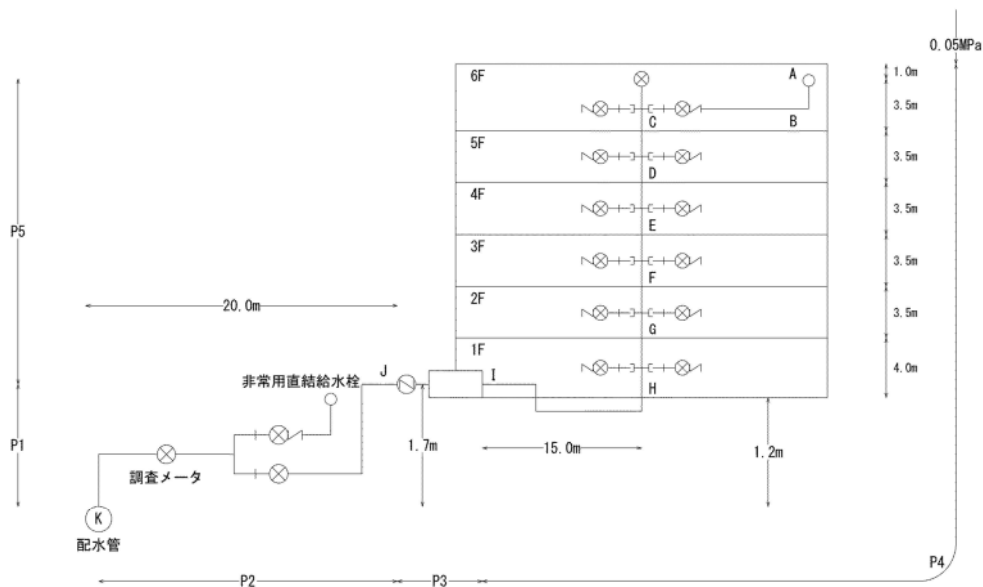 0.05MPa
6F
A
1.0m
3.5m
C
B
5F
3.5m
D
P5
4F
3.5m
E
3F
3.5m
F
20.0m
2F
3.5m
G
1F
4.0m
J
I
H
非常用直結給水栓
P1
1.7m
15.0m
1.2m
調査メータ
K
配水管
P4
P2
P3